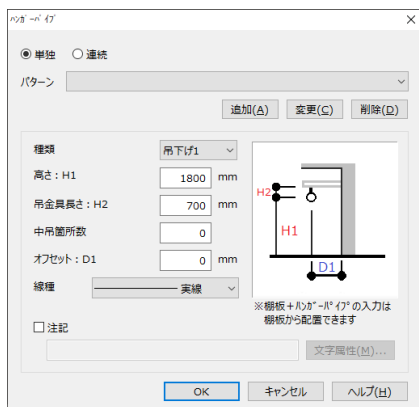 ﾊﾝｶﾞｰﾊﾟｲﾌﾟ
単独 連続
パターン
追加(A) 変更(C) 削除(D)
種類 吊下げ1
高さ：H1 1800 mm
吊金具長さ：H2 700 mm
中吊箇所数 0
オフセット：D1 0 mm
線種 実線
H2
H1
D1
※棚板＋ﾊﾝｶﾞｰﾊﾟｲﾌﾟの入力は
棚板から配置できます
注記
文字属性(M)...
OK キャンセル ヘルプ(H)